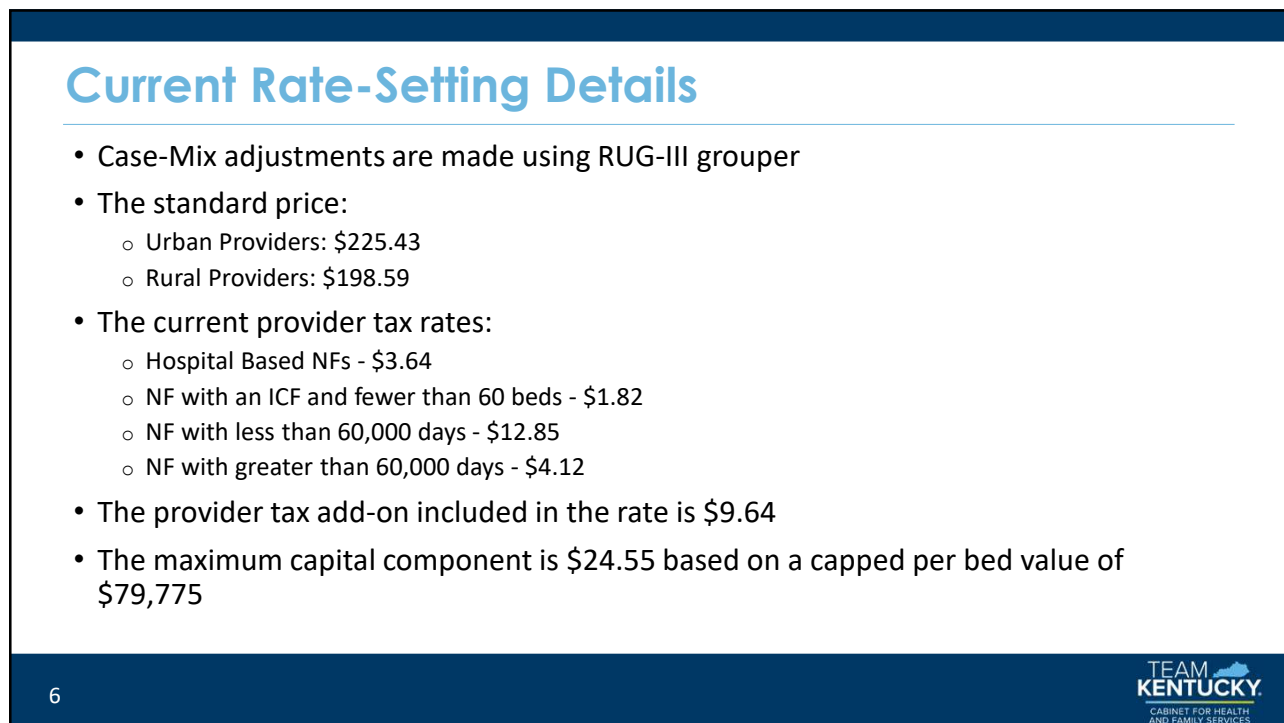 Current Rate-Setting Details
• Case-Mix adjustments are made using RUG-III grouper
• The standard price:
o Urban Providers: $225.43
o Rural Providers: $198.59
• The current provider tax rates:
o Hospital Based NFs - $3.64
o NF with an ICF and fewer than 60 beds - $1.82
o NF with less than 60,000 days - $12.85
o NF with greater than 60,000 days - $4.12
• The provider tax add-on included in the rate is $9.64
• The maximum capital component is $24.55 based on a capped per bed value of
$79,775
6
TEAM
KENTUCKY.
CABINET FOR HEALTH
AND FAMILY SERVICES